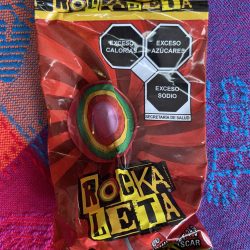 ROCKALETA
EXCESO CALORÍAS
EXCESO AZÚCARES
EXCESO SODIO
SECRETARÍA DE SALUD
ROCKA
LETA